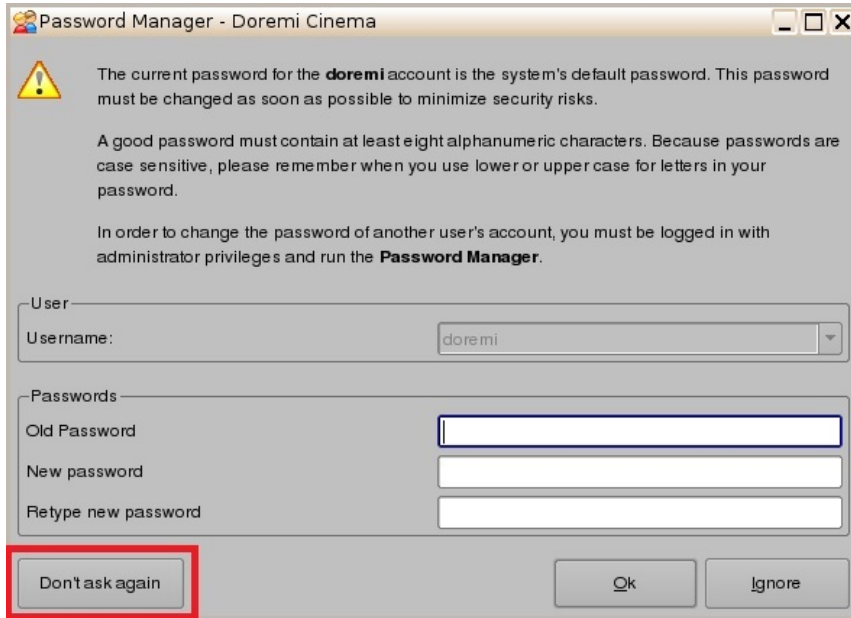 Password Manager - Doremi Cinema
The current password for the doremi account is the system's default password. This password
must be changed as soon as possible to minimize security risks.
A good password must contain at least eight alphanumeric characters. Because passwords are
case sensitive, please remember when you use lower or upper case for letters in your
password.
In order to change the password of another user's account, you must be logged in with
administrator privileges and run the Password Manager.
User
Username:
doremi
Passwords
Old Password
New password
Retype new password
Don't ask again
Ok
Ignore